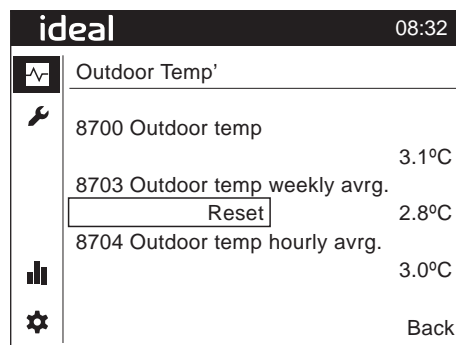 ideal 08:32
Outdoor Temp’
8700 Outdoor temp
3.1ºC
8703 Outdoor temp weekly avrg.
Reset 2.8ºC
8704 Outdoor temp hourly avrg.
3.0ºC
Back